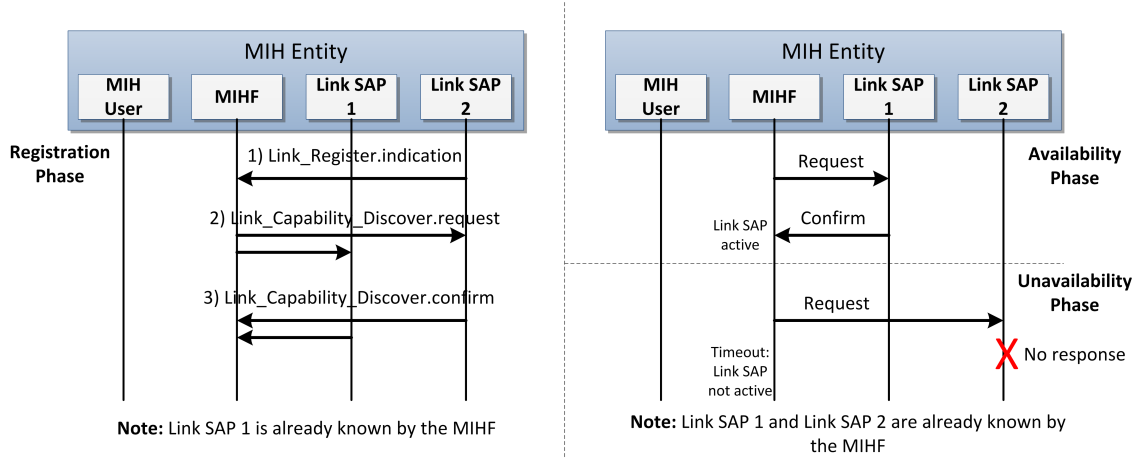 MIH Entity
MIH
User
MIHF
Link SAP
1
Link SAP
2
Registration
Phase
1) Link_Register.indication
2) Link_Capability_Discover.request
3) Link_Capability_Discover.confirm
Note: Link SAP 1 is already known by the MIHF
MIH Entity
MIH
User
MIHF
Link SAP
1
Link SAP
2
Availability
Phase
Request
Confirm
Link SAP
active
Unavailability
Phase
Request
X No response
Timeout:
Link SAP
not active
Note: Link SAP 1 and Link SAP 2 are already known by
the MIHF